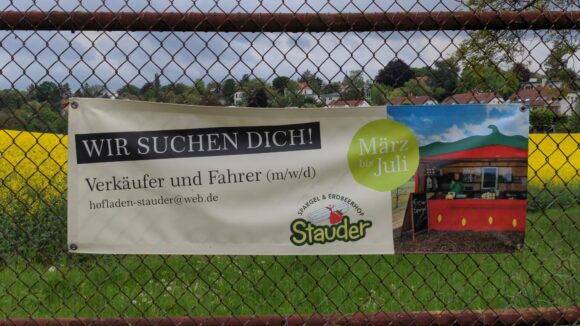 WIR SUCHEN DICH!
Verkäufer und Fahrer (m/w/d)
hofladen-stauder@web.de
März
bis
Juli
SPARGEL & ERDBEERHOF
Stauder